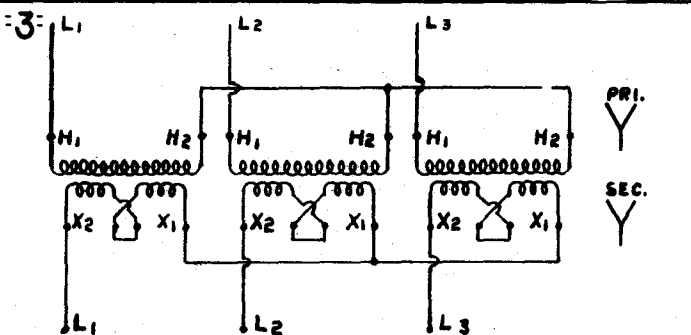 =3=
L1 L2 L3
PRI.
H1 H2 H1 H2 H1 H2
SEC.
X2 X1 X2 X1 X2 X1
L1 L2 L3